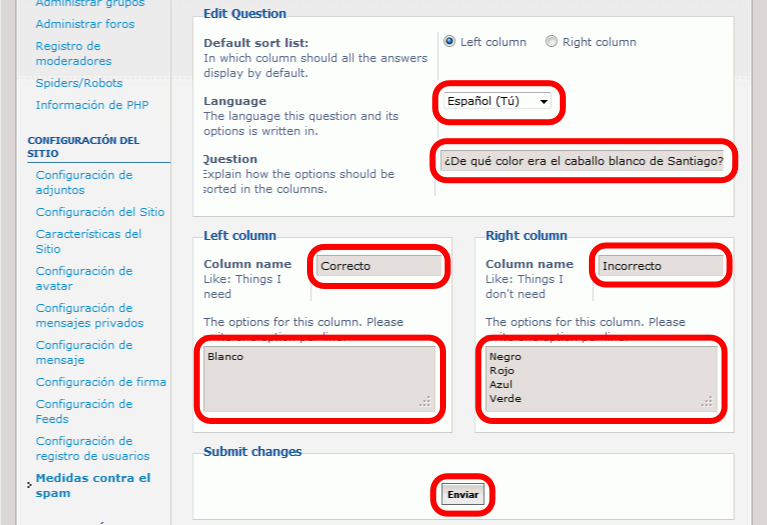 Administrar grupos
Administrar foros
Registro de
moderadores
Spiders/Robots
Información de PHP
CONFIGURACIÓN DEL
SITIO
Configuración de
adjuntos
Configuración del Sitio
Características del
Sitio
Configuración de
avatar
Configuración de
mensajes privados
Configuración de
mensaje
Configuración de firma
Configuración de
Feeds
Configuración de
registro de usuarios
Medidas contra el
spam
Edit Question
Default sort list:
In which column should all the answers
display by default.
Left column
Right column
Language
The language this question and its
options is written in.
Español (Tú)
Question
Explain how the options should be
sorted in the columns.
¿De qué color era el caballo blanco de Santiago?
Left column
Column name
Like: Things I
need
Correcto
The options for this column. Please
Blanco
Right column
Column name
Like: Things I
don't need
Incorrecto
The options for this column. Please
Negro
Rojo
Azul
Verde
Submit changes
Enviar